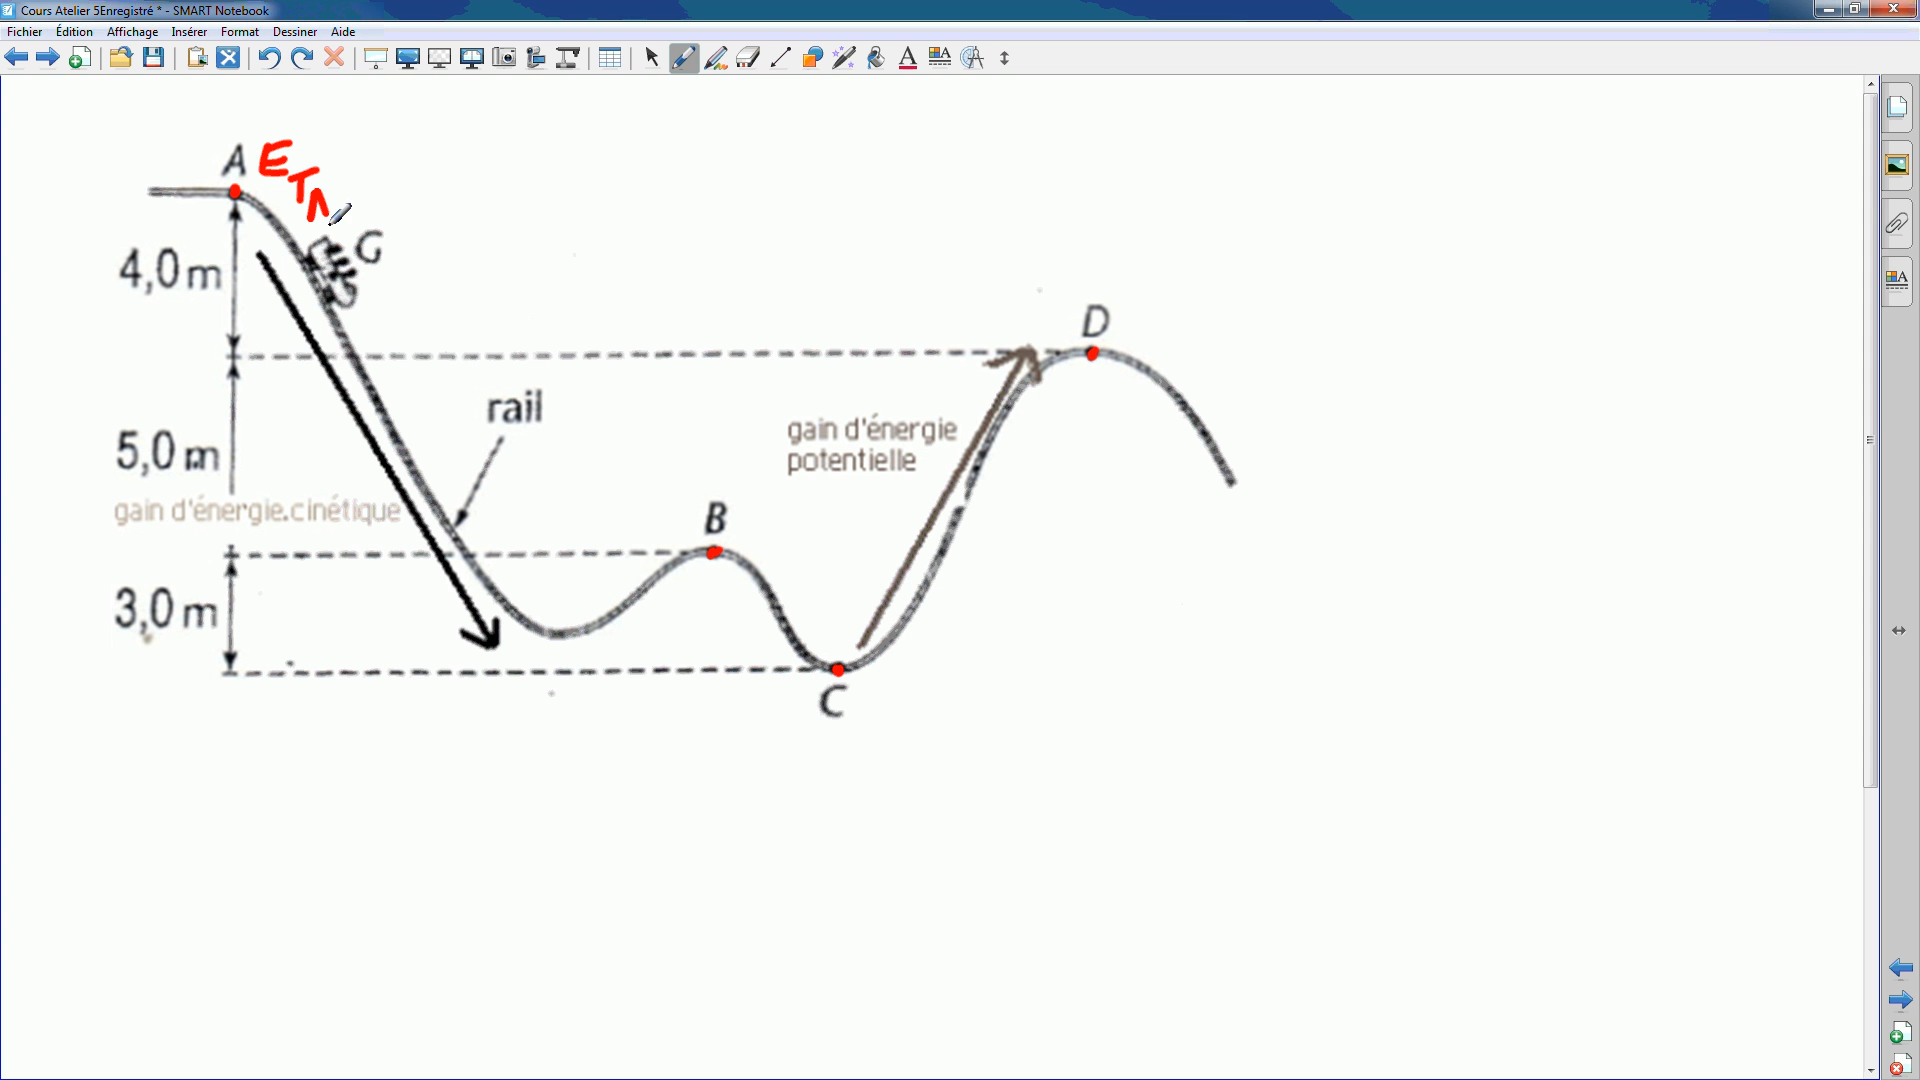 Cours Atelier 5Enregistré * - SMART Notebook
Fichier Édition Affichage Insérer Format Dessiner Aide
A
E
T
G
4,0 m
D
rail
gain d'énergie
potentielle
5,0 m
gain d'énergie.cinétique
B
3,0 m
C